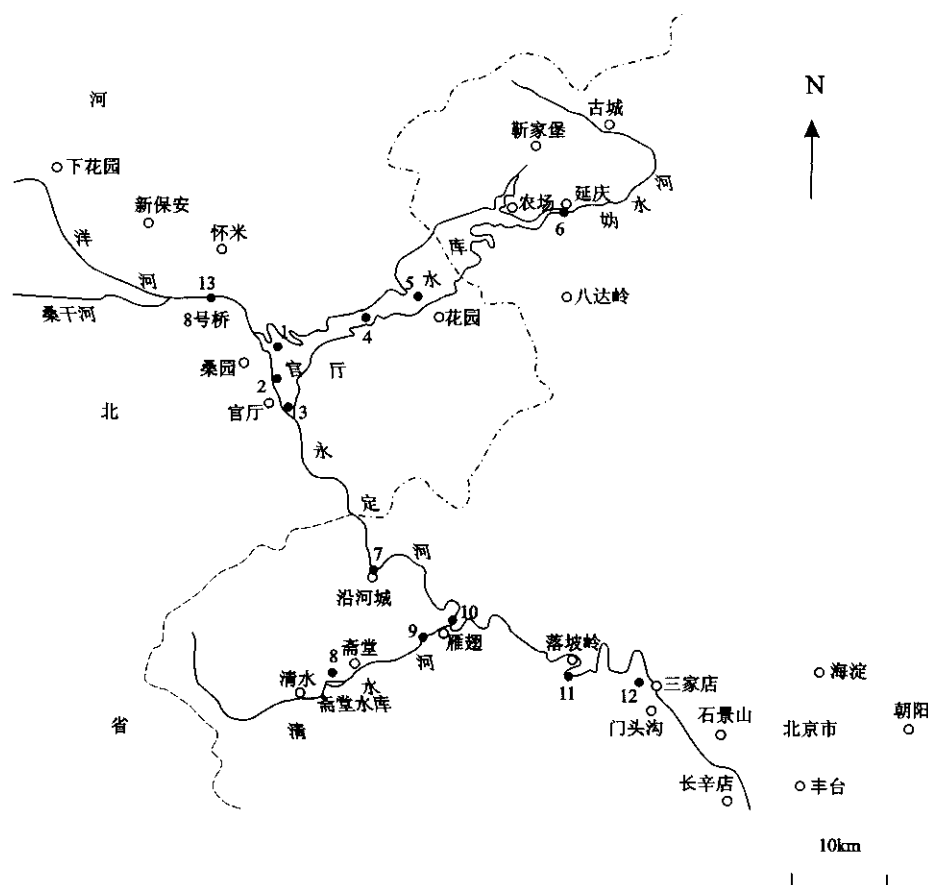 N
河
古城
靳家堡
下花园
新保安
农场
延庆
6
妫水河
洋河
怀米
库
13
5
水
八达岭
桑干河
8号桥
4
花园
1
桑园
官厅
2
官厅
3
北
永
定
7
河
沿河城
10
9
雁翅
落坡岭
斋堂
8
河
海淀
清水
水
11
12
三家店
斋堂水库
省
清
门头沟
石景山
北京市
朝阳
长辛店
丰台
10km